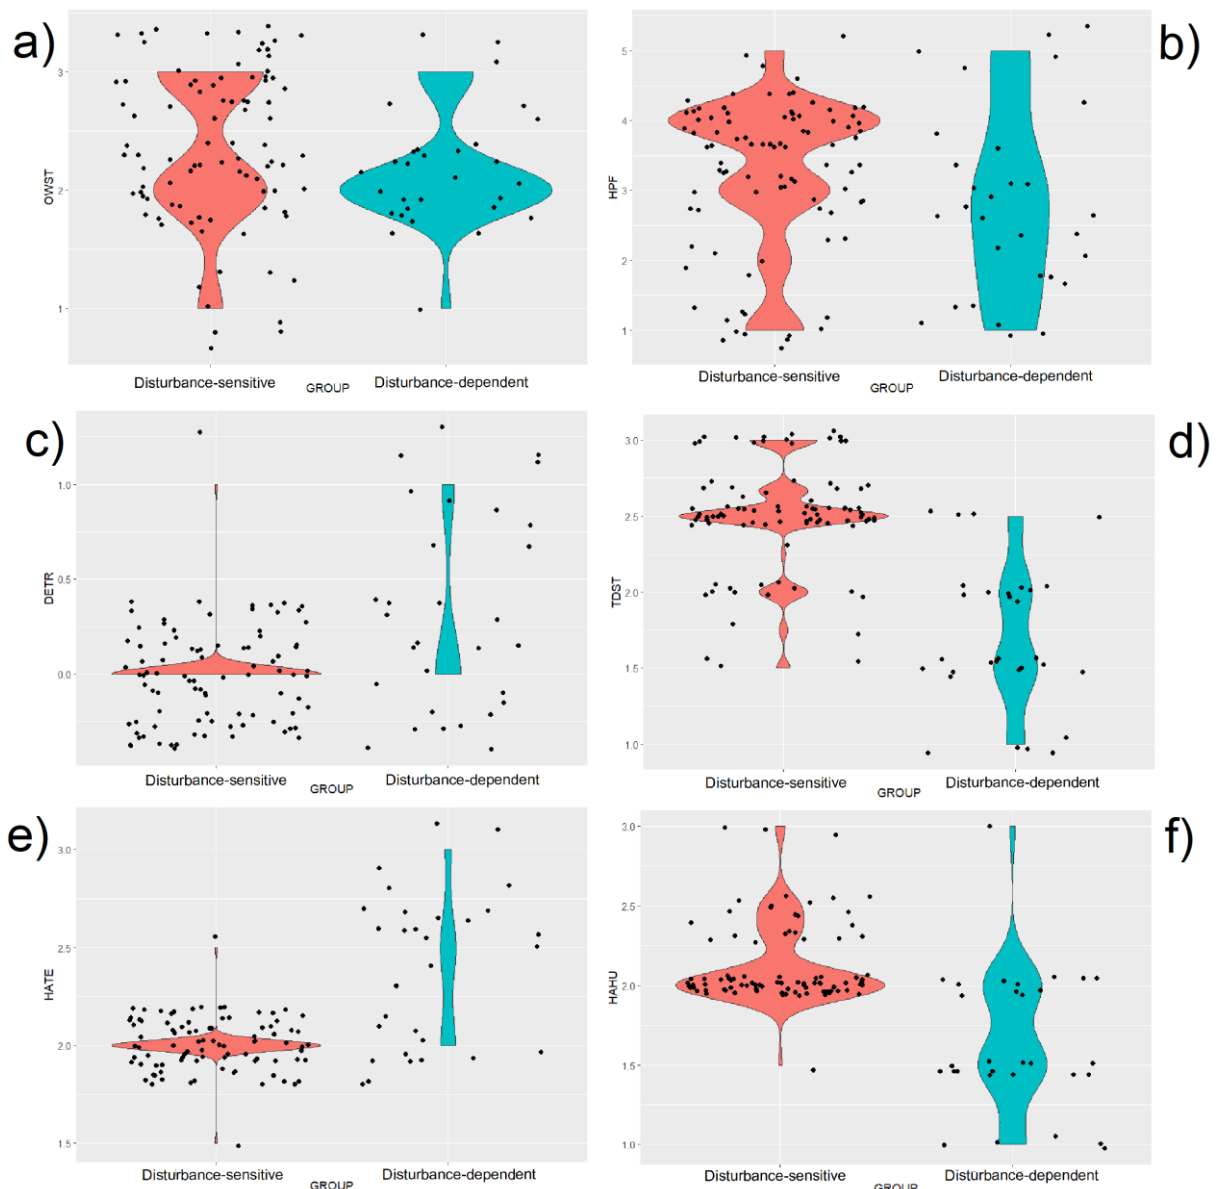 a)
OWST
3
2
1
Disturbance-sensitive
GROUP
Disturbance-dependent
b)
HPF
5
4
3
2
1
Disturbance-sensitive
GROUP
Disturbance-dependent
c)
DETR
1.0
0.5
0.0
Disturbance-sensitive
GROUP
Disturbance-dependent
d)
TDST
3.0
2.5
2.0
1.5
1.0
Disturbance-sensitive
GROUP
Disturbance-dependent
e)
HATE
3.0
2.5
2.0
1.5
Disturbance-sensitive
GROUP
Disturbance-dependent
f)
HAHU
3.0
2.5
2.0
1.5
1.0
Disturbance-sensitive
GROUP
Disturbance-dependent